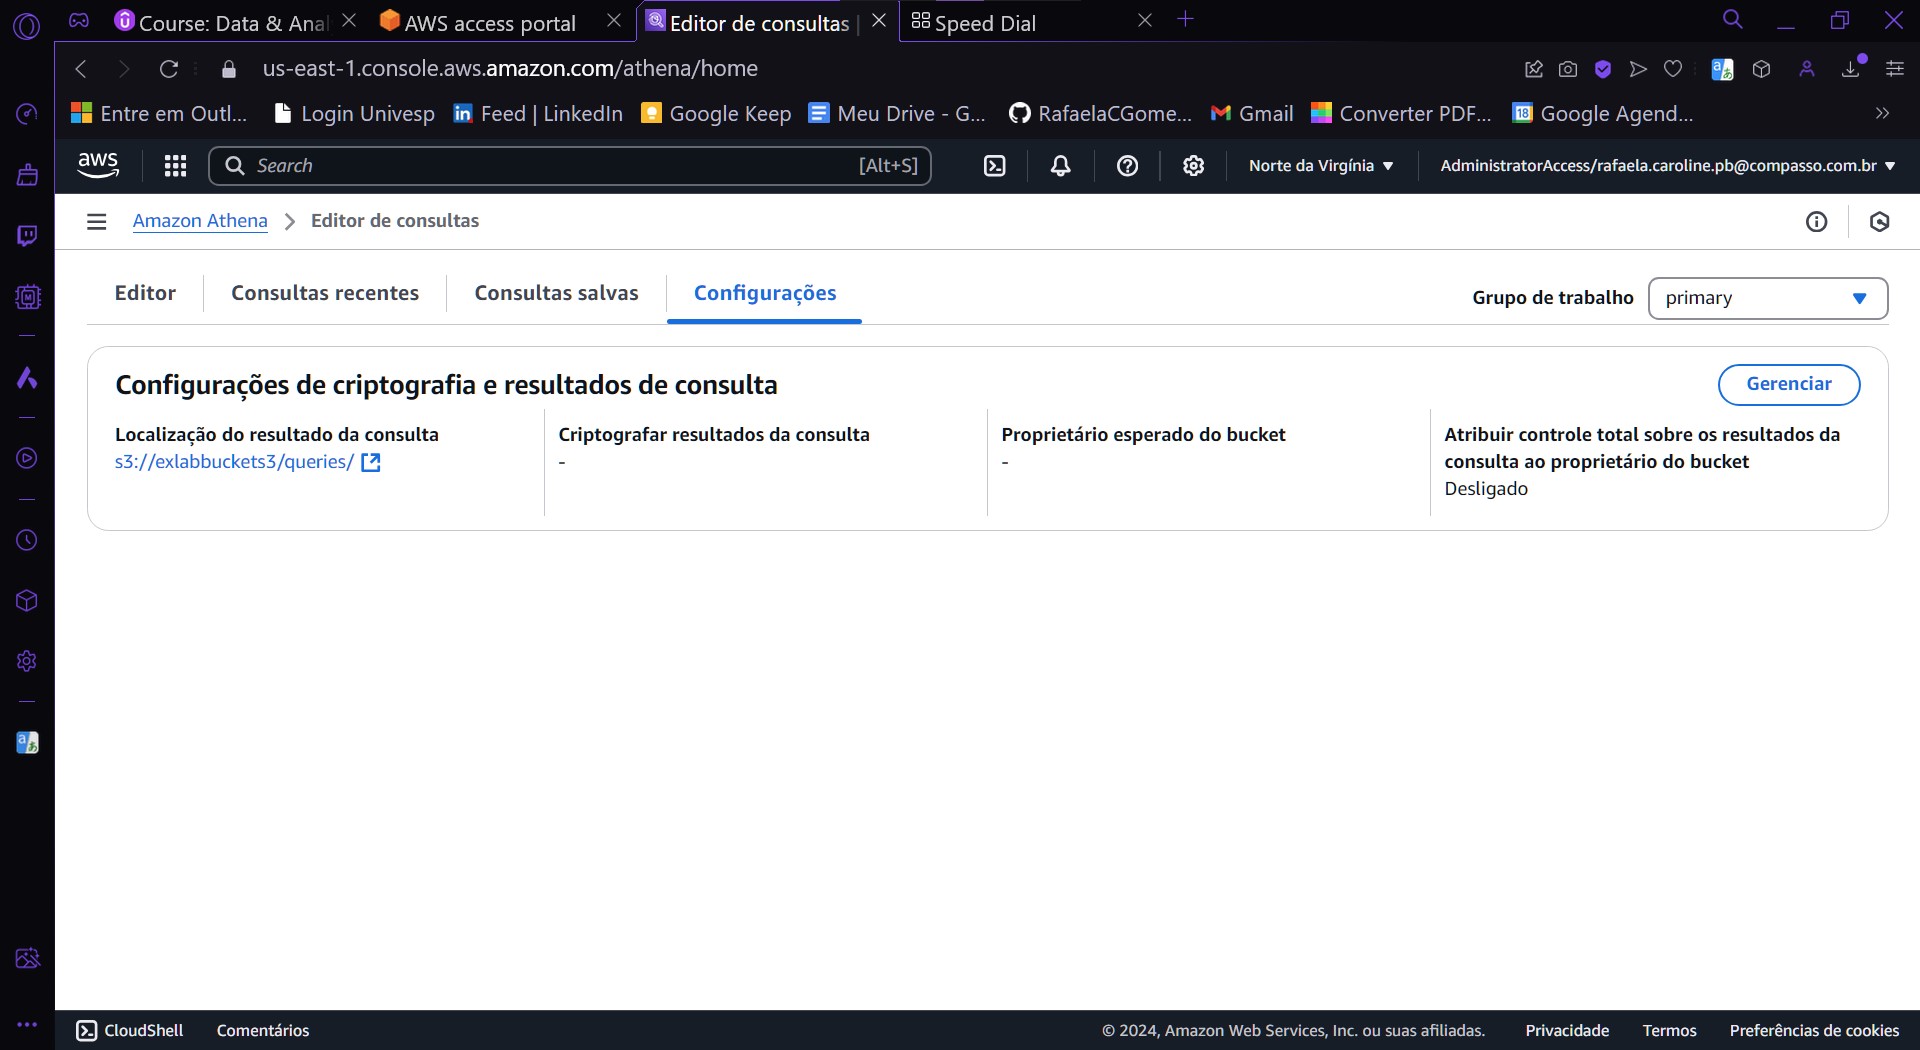 Course: Data & Anal
AWS access portal
Editor de consultas |
Speed Dial
us-east-1.console.aws.amazon.com/athena/home
Entre em Outl...
Login Univesp
Feed | LinkedIn
Google Keep
Meu Drive - G...
RafaelaCGome...
Gmail
Converter PDF...
18
Google Agend...
aws
Search
[Alt+S]
Norte da Virgínia
AdministratorAccess/rafaela.caroline.pb@compasso.com.br
Amazon Athena
Editor de consultas
Editor
Consultas recentes
Consultas salvas
Configurações
Grupo de trabalho
primary
Configurações de criptografia e resultados de consulta
Gerenciar
Localização do resultado da consulta
s3://exlabbuckets3/queries/
Criptografar resultados da consulta
-
Proprietário esperado do bucket
-
Atribuir controle total sobre os resultados da
consulta ao proprietário do bucket
Desligado
CloudShell
Comentários
© 2024, Amazon Web Services, Inc. ou suas afiliadas.
Privacidade
Termos
Preferências de cookies